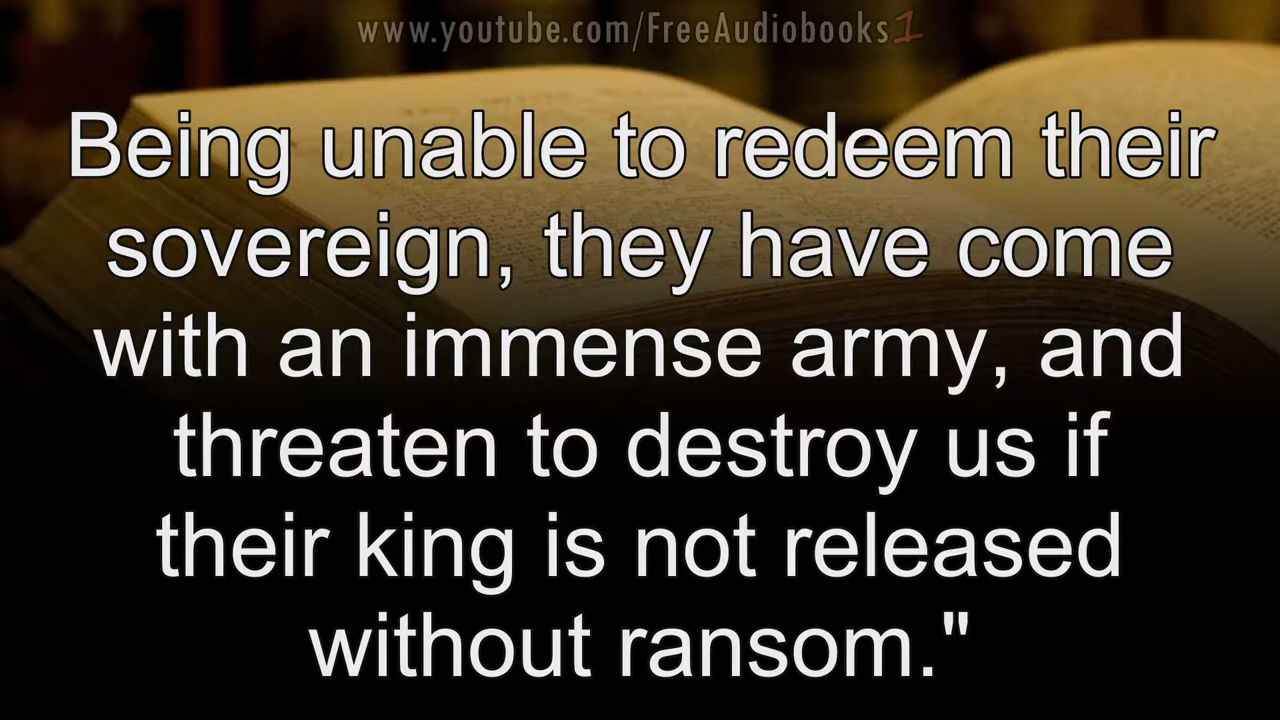 www.youtube.com/FreeAudiobooks1
Being unable to redeem their
sovereign, they have come
with an immense army, and
threaten to destroy us if
their king is not released
without ransom."